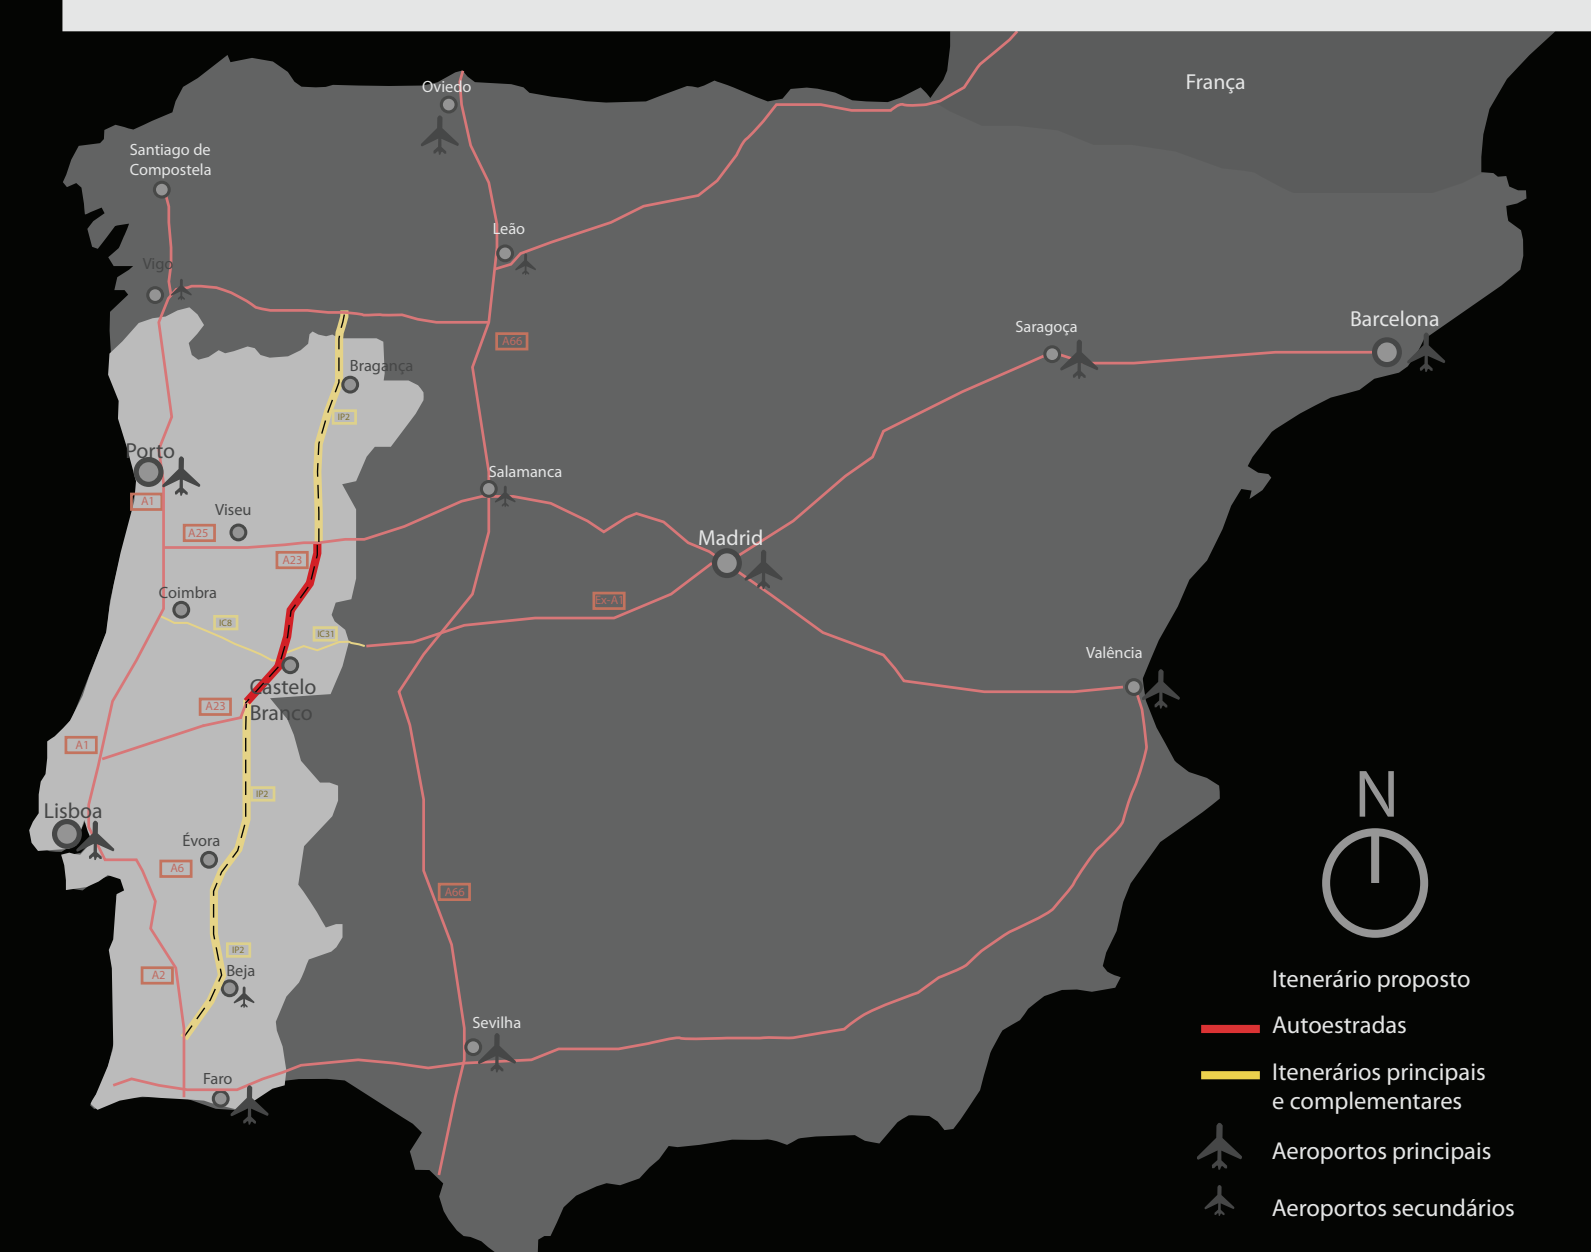 França
Oviedo
Santiago de
Compostela
Leão
Vigo
Saragoça
Barcelona
A66
Bragança
IP2
Porto
Salamanca
A1
Viseu
A25
Madrid
A23
Coimbra
Ex-A1
IC8
IC31
Valência
Castelo
Branco
A23
A1
N
IP2
Lisboa
Évora
A6
A66
IP2
Beja
A2
Sevilha
Faro
Itenerário proposto
Autoestradas
Itenerários principais
e complementares
Aeroportos principais
Aeroportos secundários